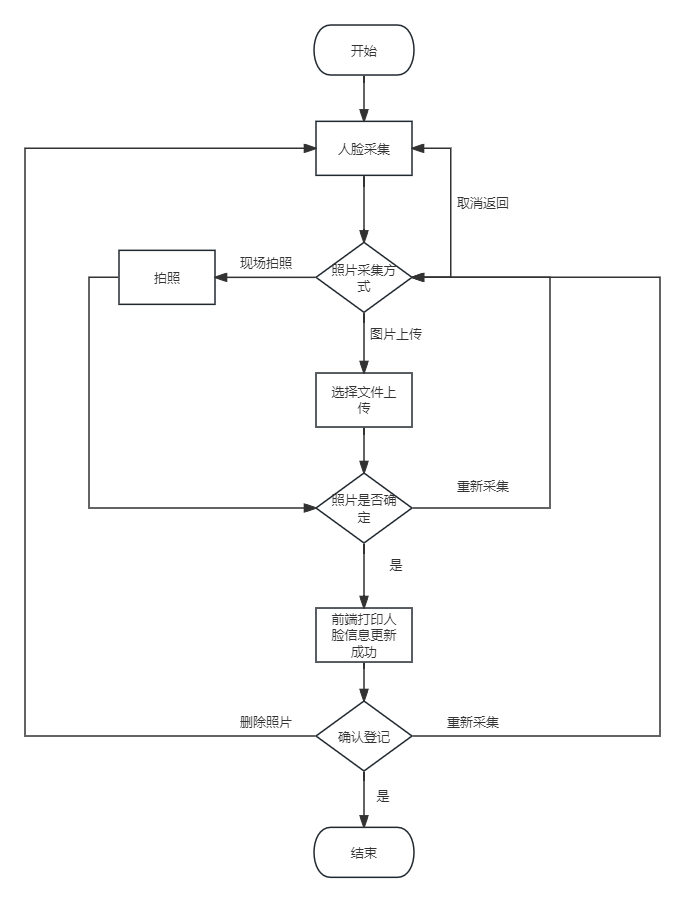 开始
人脸采集
取消返回
现场拍照
照片采集方
式
拍照
图片上传
选择文件上
传
重新采集
照片是否确
定
是
前端打印人
脸信息更新
成功
删除照片
重新采集
确认登记
是
结束